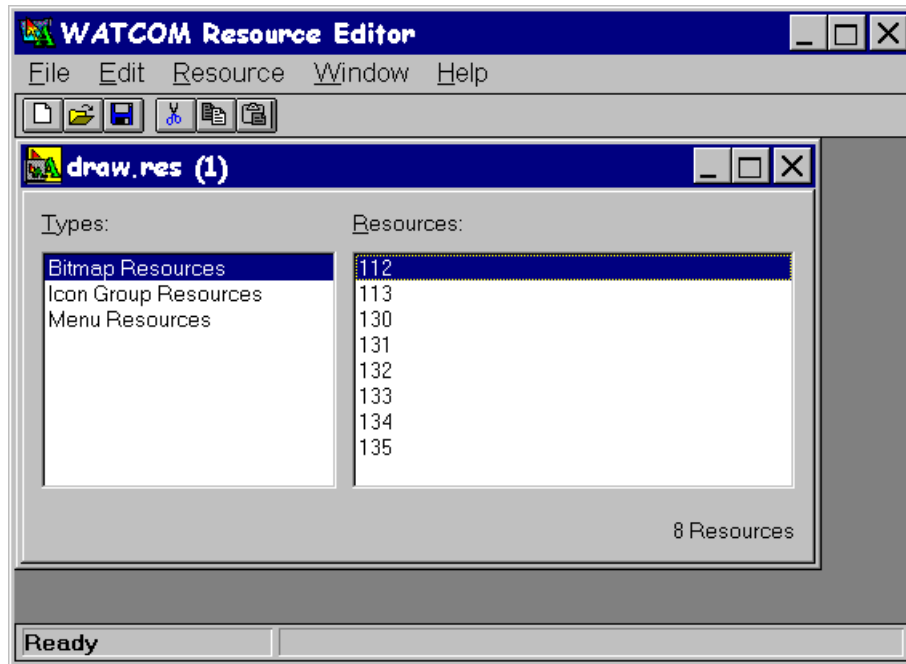 WATCOM Resource Editor
File Edit Resource Window Help
draw.res (1)
Types: Resources:
Bitmap Resources 112
Icon Group Resources 113
Menu Resources 130
131
132
133
134
135
8 Resources
Ready